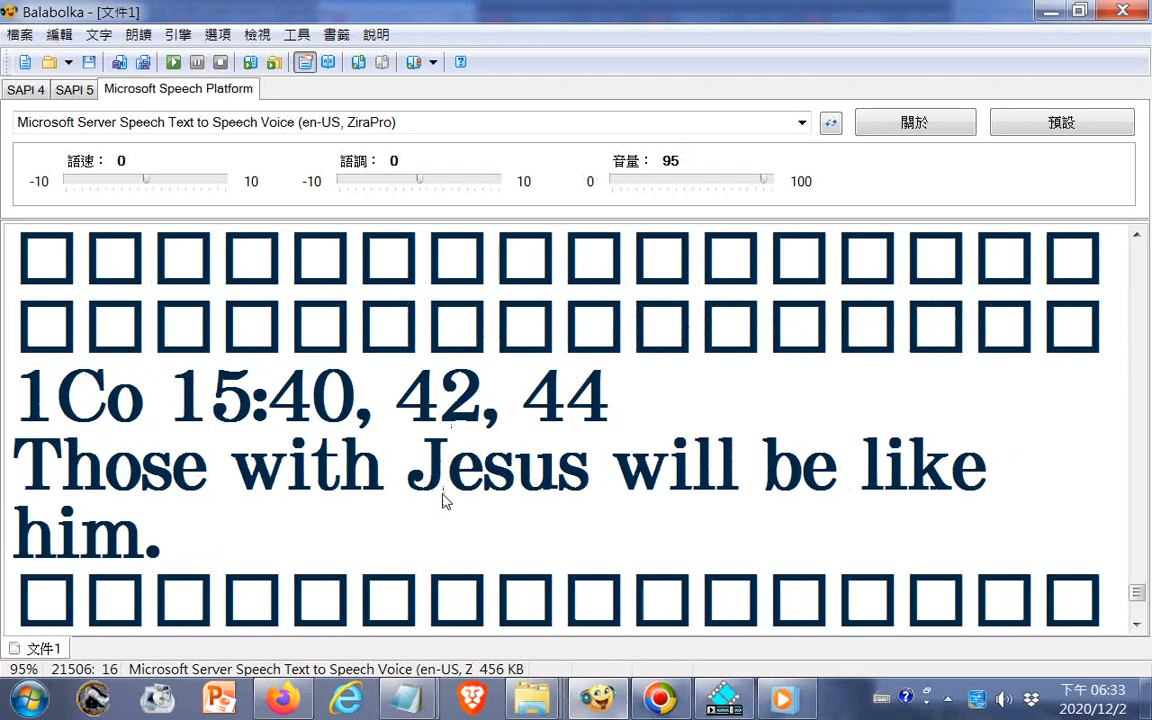 Balabolka - [文件1]
檔案 編輯 文字 朗讀 引擎 選項 檢視 工具 書籤 說明
SAPI 4 SAPI 5 Microsoft Speech Platform
Microsoft Server Speech Text to Speech Voice (en-US, ZiraPro) 關於 預設
語速： 0 語調： 0 音量： 95
-10 10 -10 10 0 100
□□□□□□□□□□□□□□□□
□□□□□□□□□□□□□□□□
1Co 15:40, 42, 44
Those with Jesus will be like
him.
□□□□□□□□□□□□□□□□
文件1
95% 21506: 16 Microsoft Server Speech Text to Speech Voice (en-US, Z 456 KB
下午 06:33
2020/12/2